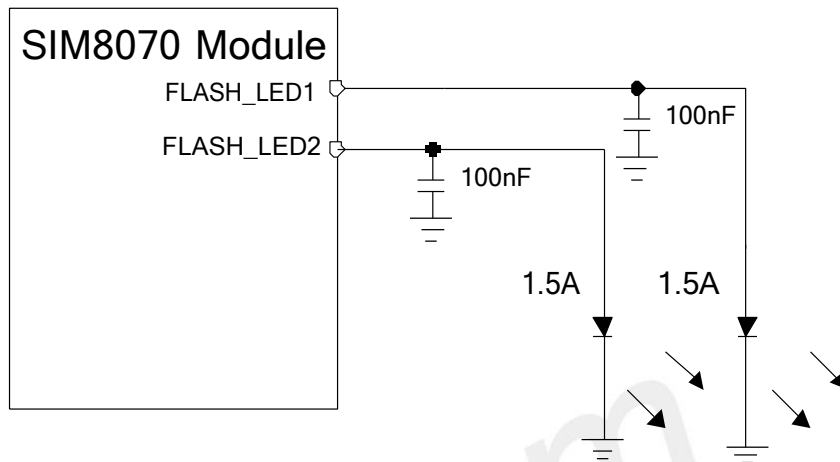 SIM8070 Module
FLASH_LED1
100nF
FLASH_LED2
100nF
1.5A
1.5A